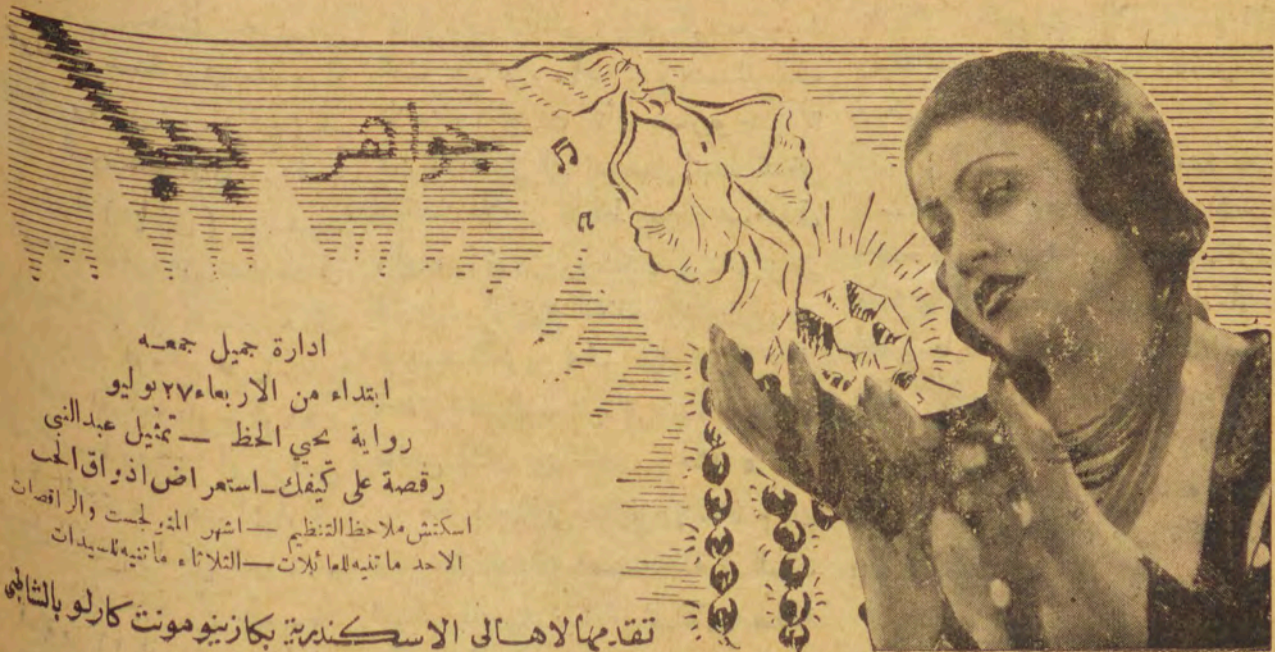 جواهر ببا
ادارة جميل جمعه
ابتداء من الاربعاء ٢٧ يوليو
رواية يحيي الحظ — تمثيل عبدالنبي
رقصة على كيفك — استعراض اذواق الحب
اسكتش ملاحظ التنظيم — اشهر المنولجست والراقصات
الاحد ماتنيه للعائلات — الثلاثاء ماتنيه للسيدات
تقدمها لاهالى الاسكندرية بكازينو مونت كارلو بالشاطبي